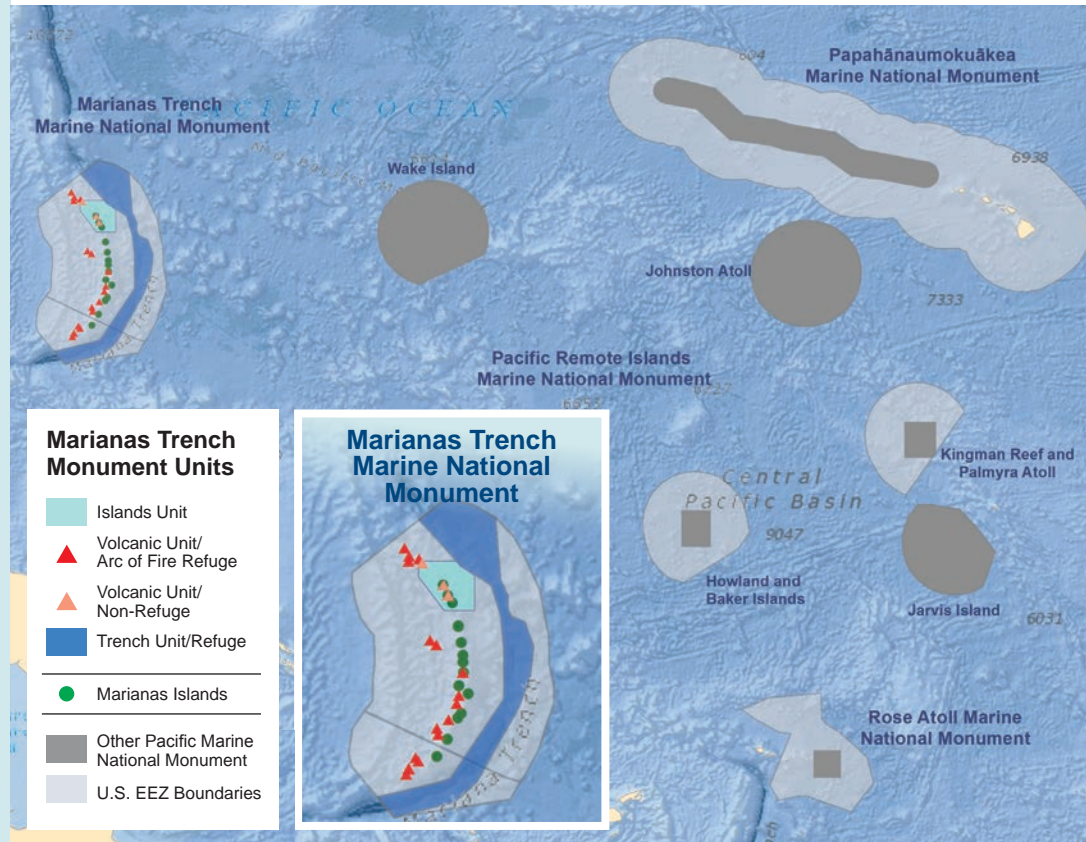 10572
604
Papahānaumokuākea
Marine National Monument
Marianas Trench
Marine National Monument
PACIFIC OCEAN
Wake Island
6938
Johnston Atoll
7333
Mariana Trench
Pacific Remote Islands
Marine National Monument
6727
Kingman Reef and
Palmyra Atoll
Central
Pacific Basin
9047
Howland and
Baker Islands
Jarvis Island
6031
Rose Atoll Marine
National Monument
Marianas Trench
Monument Units
Islands Unit
Volcanic Unit/
Arc of Fire Refuge
Volcanic Unit/
Non-Refuge
Trench Unit/Refuge
Marianas Islands
Other Pacific Marine
National Monument
U.S. EEZ Boundaries
Marianas Trench
Marine National
Monument
Mariana Trench